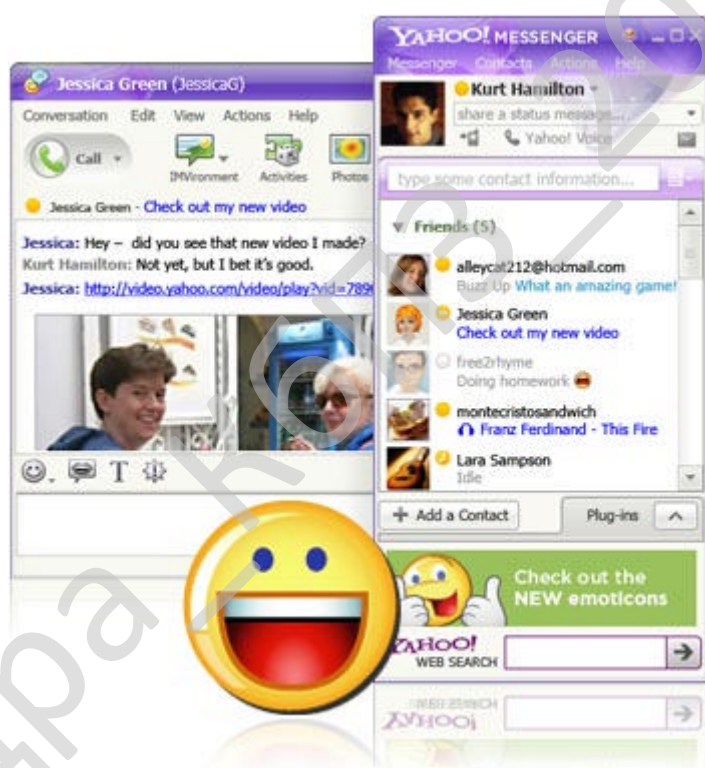 Jessica Green (JessicaG)
Conversation Edit View Actions Help
Call
IMVironment Activities Photos
Jessica Green - Check out my new video
Jessica: Hey – did you see that new video I made?
Kurt Hamilton: Not yet, but I bet it's good.
Jessica: http://video.yahoo.com/video/play?vid=789
T
YAHOO! MESSENGER
Messenger Contacts Actions Help
Kurt Hamilton
share a status message...
Yahoo! Voice
type some contact information...
Friends (5)
alleycat212@hotmail.com
Buzz Up What an amazing game!
Jessica Green
Check out my new video
free2rhyme
Doing homework
montecristosandwich
Franz Ferdinand - This Fire
Lara Sampson
Idle
+ Add a Contact
Plug-ins
Check out the
NEW emoticons
YAHOO!
WEB SEARCH